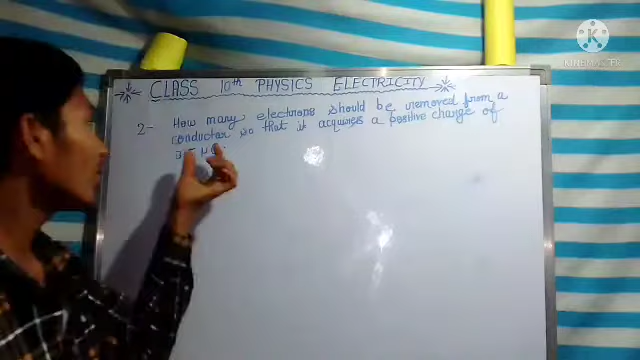 KINEMASTER
CLASS 10th PHYSICS ELECTRICITY
2- How many electrons should be removed from a
conductor so that it acquires a positive charge of